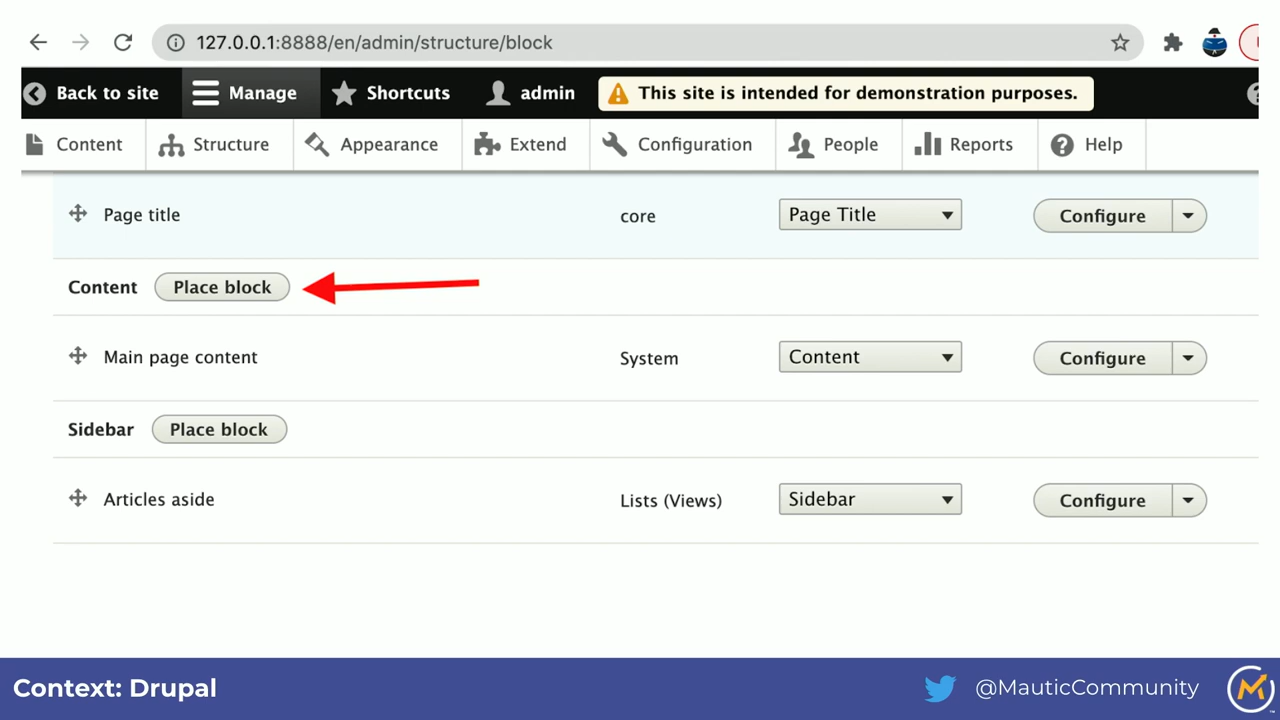 127.0.0.1:8888/en/admin/structure/block
Back to site Manage Shortcuts admin This site is intended for demonstration purposes.
Content Structure Appearance Extend Configuration People Reports Help
Page title core Page Title Configure
Content Place block
Main page content System Content Configure
Sidebar Place block
Articles aside Lists (Views) Sidebar Configure
Context: Drupal @MauticCommunity